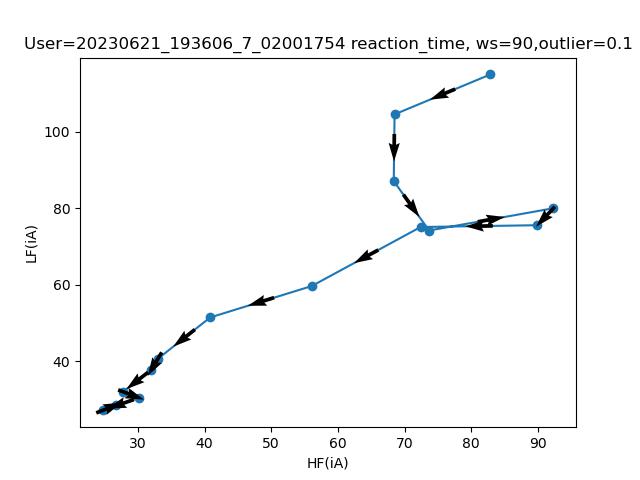 User=20230621_193606_7_02001754 reaction_time, ws=90,outlier=0.1
100
80
60
40
LF(iA)
30 40 50 60 70 80 90
HF(iA)